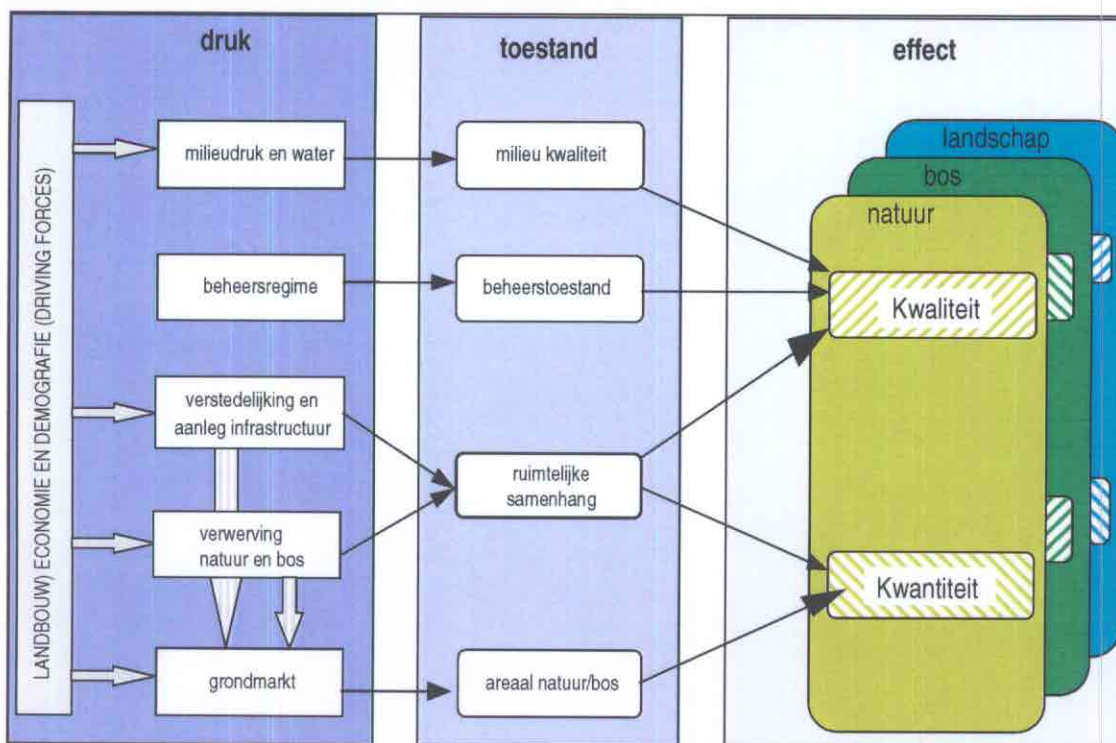 druk
toestand
effect
LANDBOUW) ECONOMIE EN DEMOGRAFIE (DRIVING FORCES)
milieudruk en water
milieu kwaliteit
landschap
bos
natuur
beheersregime
beheerstoestand
Kwaliteit
verstedelijking en
aanleg infrastructuur
ruimtelijke
samenhang
verwerving
natuur en bos
Kwantiteit
grondmarkt
areaal natuur/bos